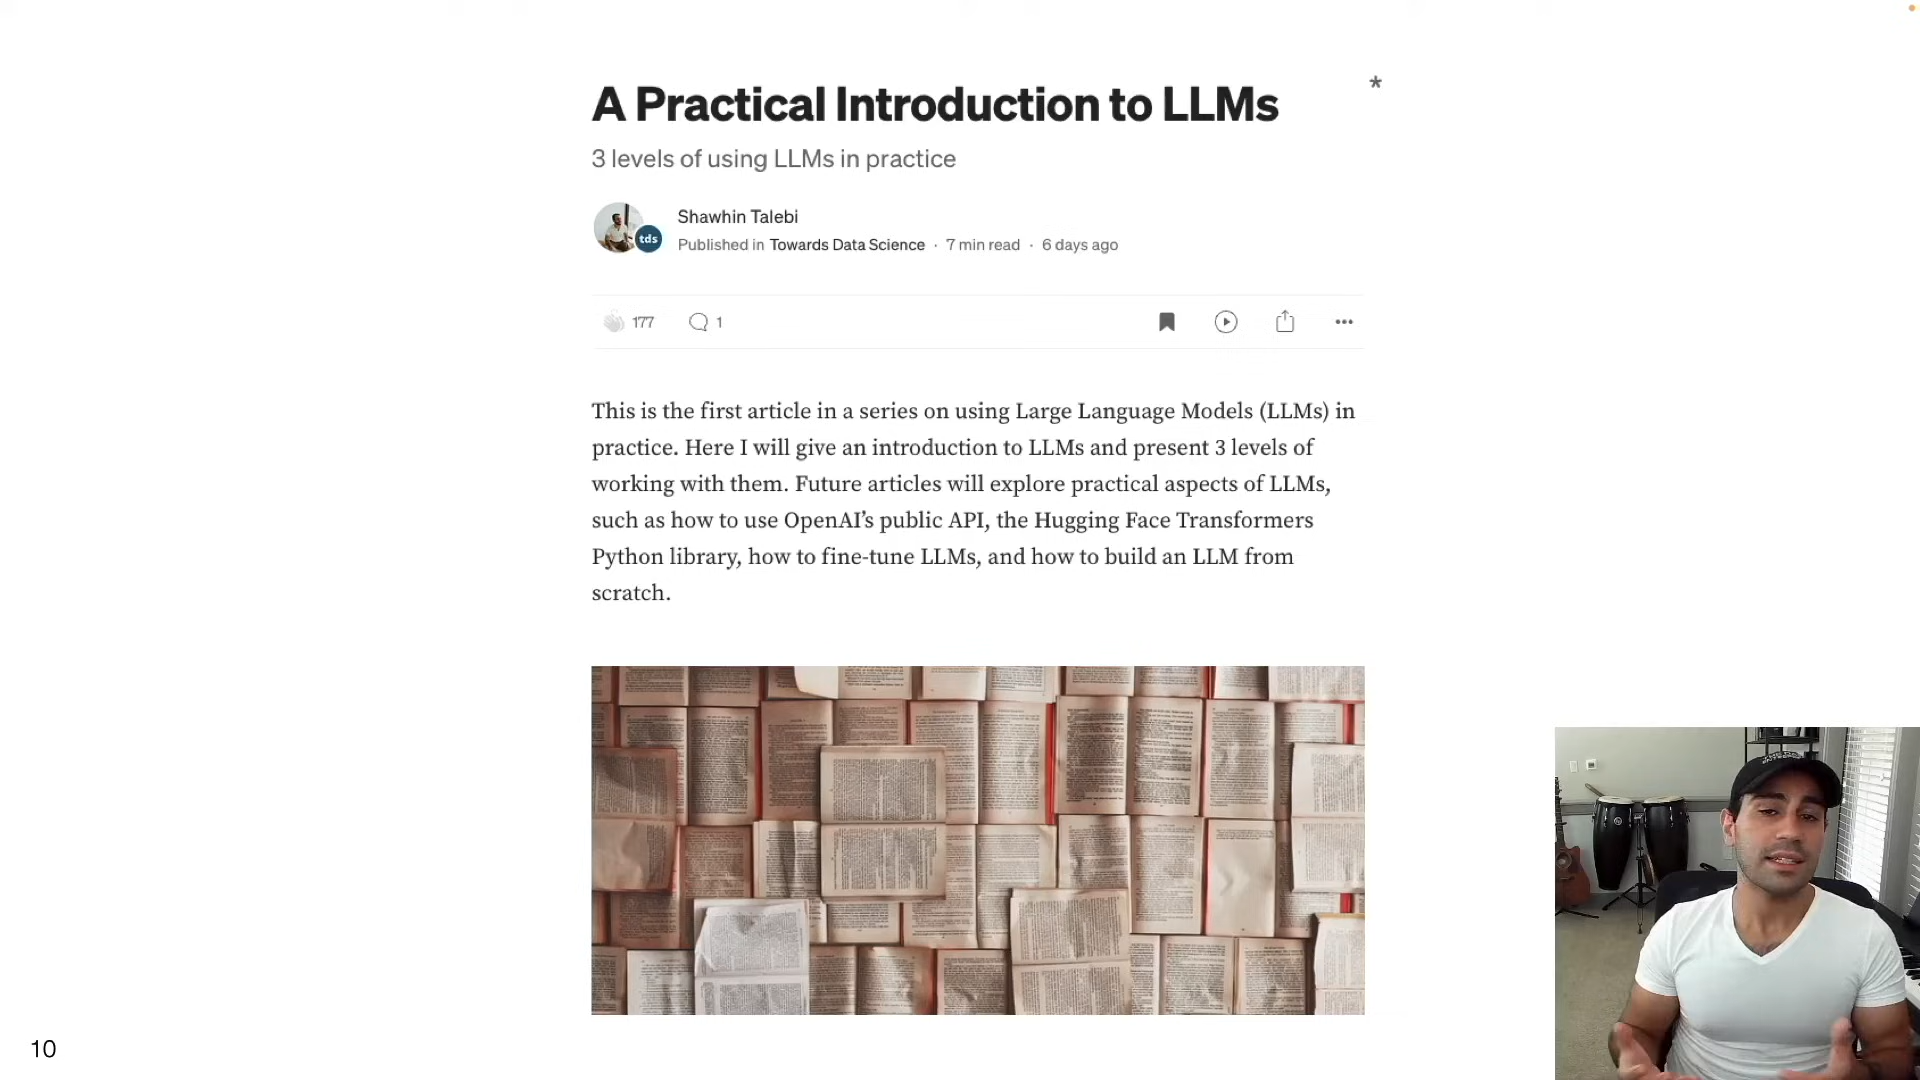 A Practical Introduction to LLMs
*
3 levels of using LLMs in practice
Shawhin Talebi
tds
Published in Towards Data Science · 7 min read · 6 days ago
177
1
This is the first article in a series on using Large Language Models (LLMs) in
practice. Here I will give an introduction to LLMs and present 3 levels of
working with them. Future articles will explore practical aspects of LLMs,
such as how to use OpenAI’s public API, the Hugging Face Transformers
Python library, how to fine-tune LLMs, and how to build an LLM from
scratch.
10